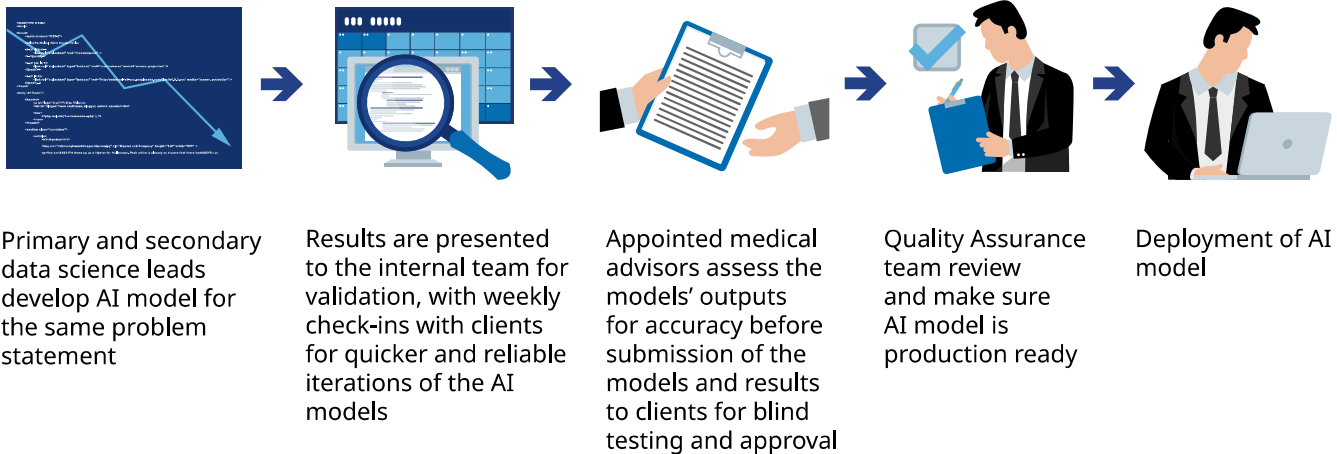 Primary and secondary
data science leads
develop AI model for
the same problem
statement
Results are presented
to the internal team for
validation, with weekly
check-ins with clients
for quicker and reliable
iterations of the AI
models
Appointed medical
advisors assess the
models’ outputs
for accuracy before
submission of the
models and results
to clients for blind
testing and approval
Quality Assurance
team review
and make sure
AI model is
production ready
Deployment of AI
model